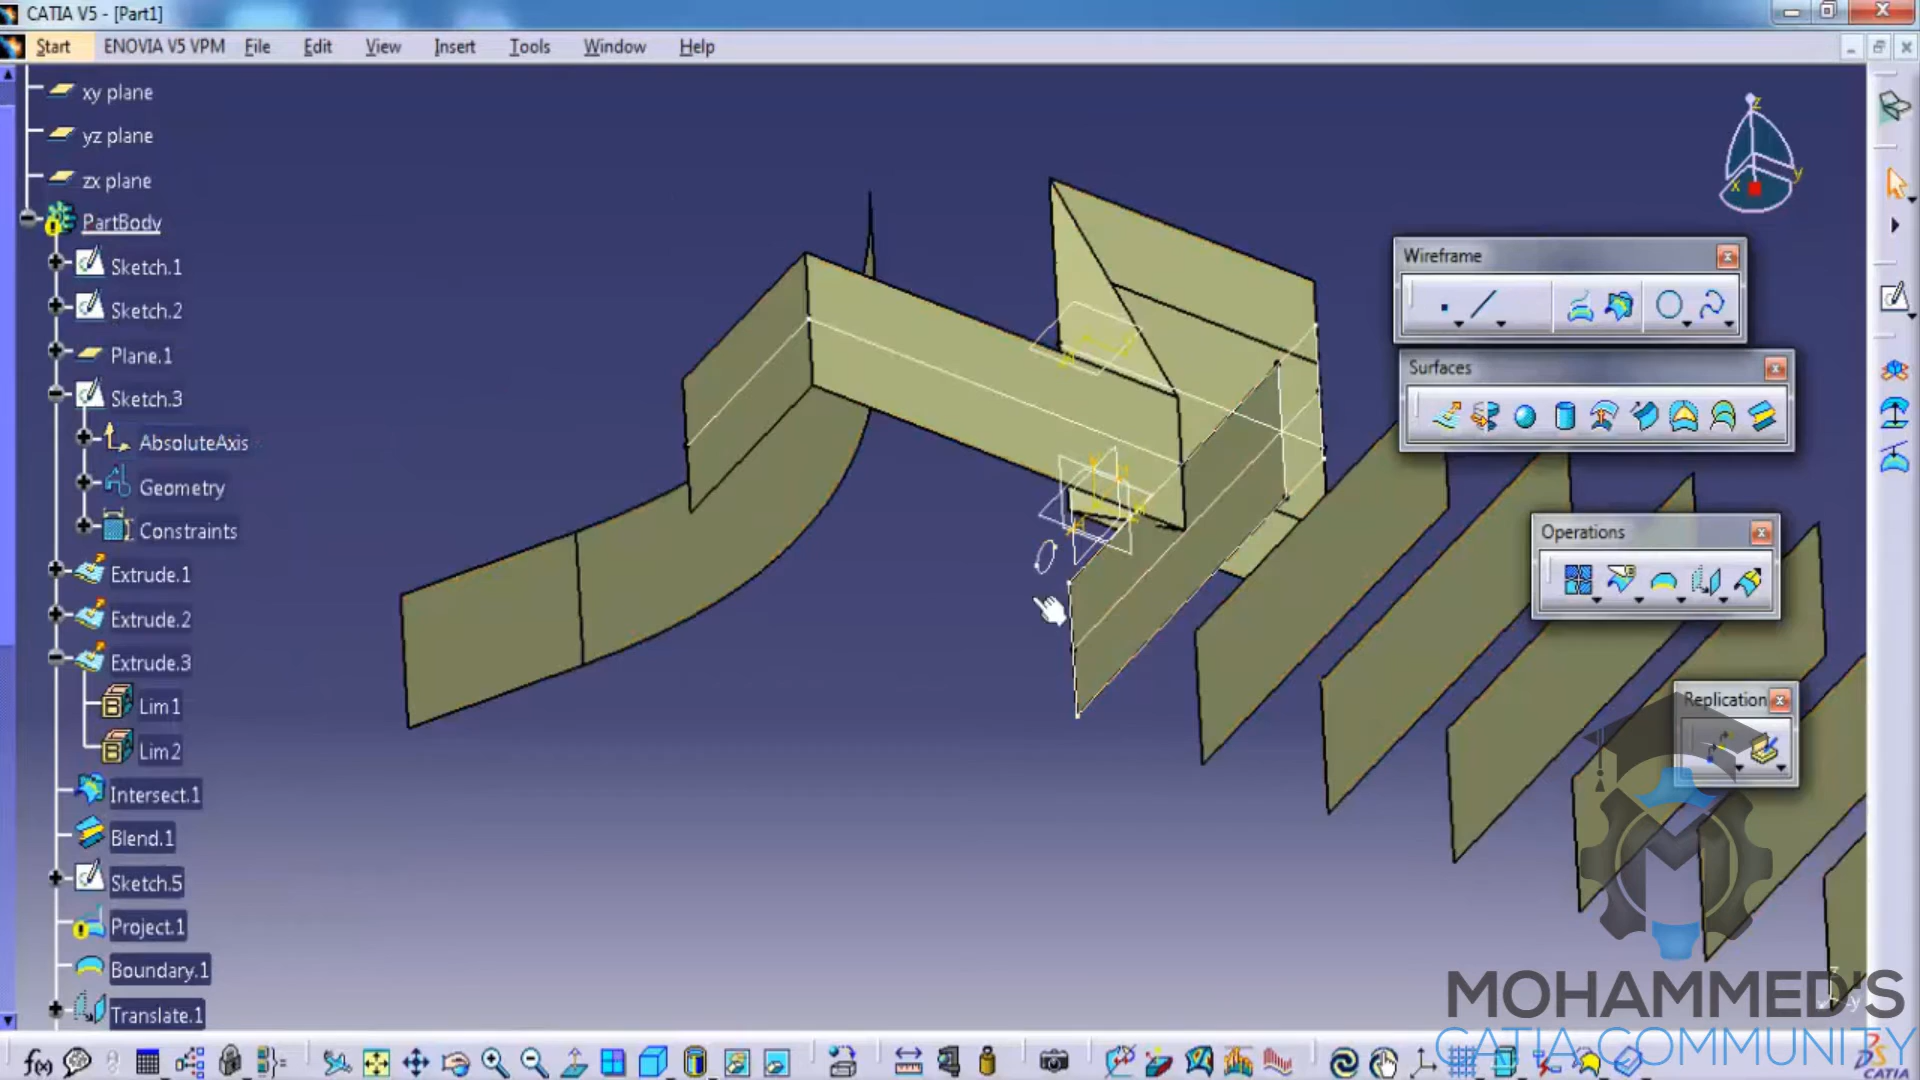 CATIA V5 - [Part1]
Start ENOVIA V5 VPM File Edit View Insert Tools Window Help
xy plane
yz plane
zx plane
PartBody
Sketch.1
Sketch.2
Plane.1
Sketch.3
AbsoluteAxis
Geometry
Constraints
Extrude.1
Extrude.2
Extrude.3
Lim1
Lim2
Intersect.1
Blend.1
Sketch.5
Project.1
Boundary.1
Translate.1
z
x
y
Wireframe
Surfaces
Operations
Replication
MOHAMMED'S
CATIA COMMUNITY
f(x)
CATIA